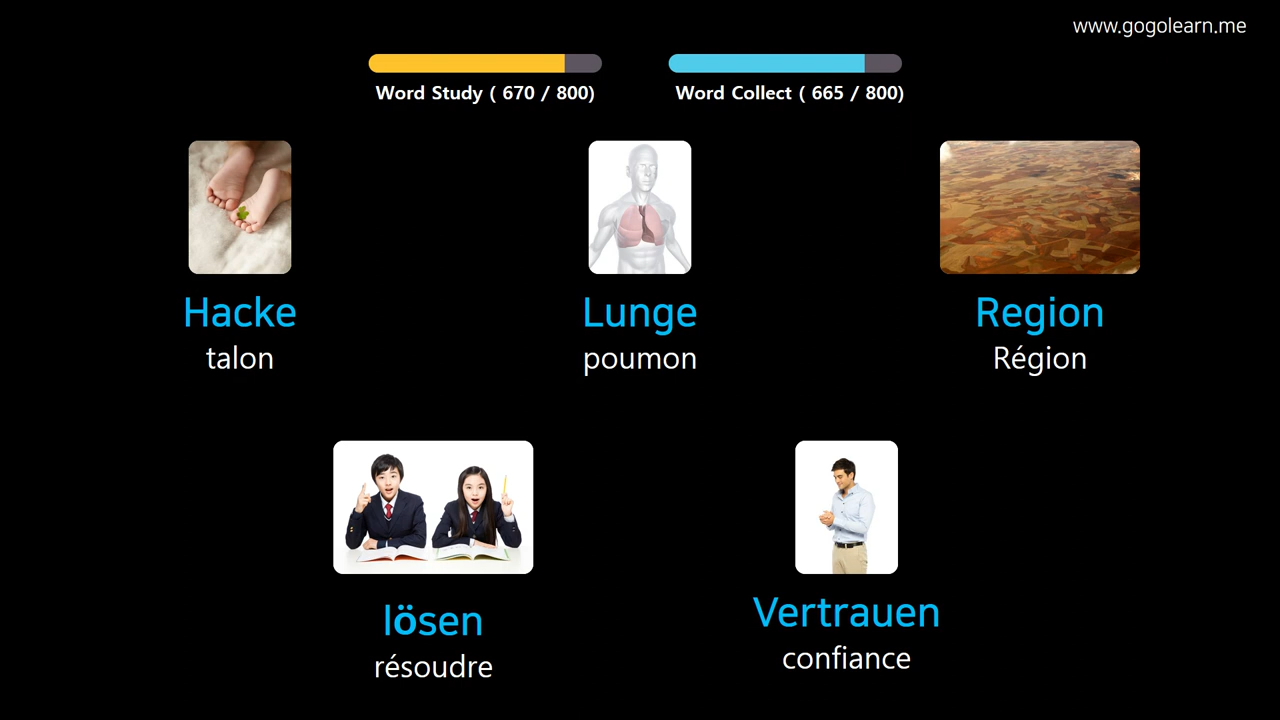 www.gogolearn.me
Word Study ( 670 / 800)
Word Collect ( 665 / 800)
Hacke
talon
Lunge
poumon
Region
Région
lösen
résoudre
Vertrauen
confiance